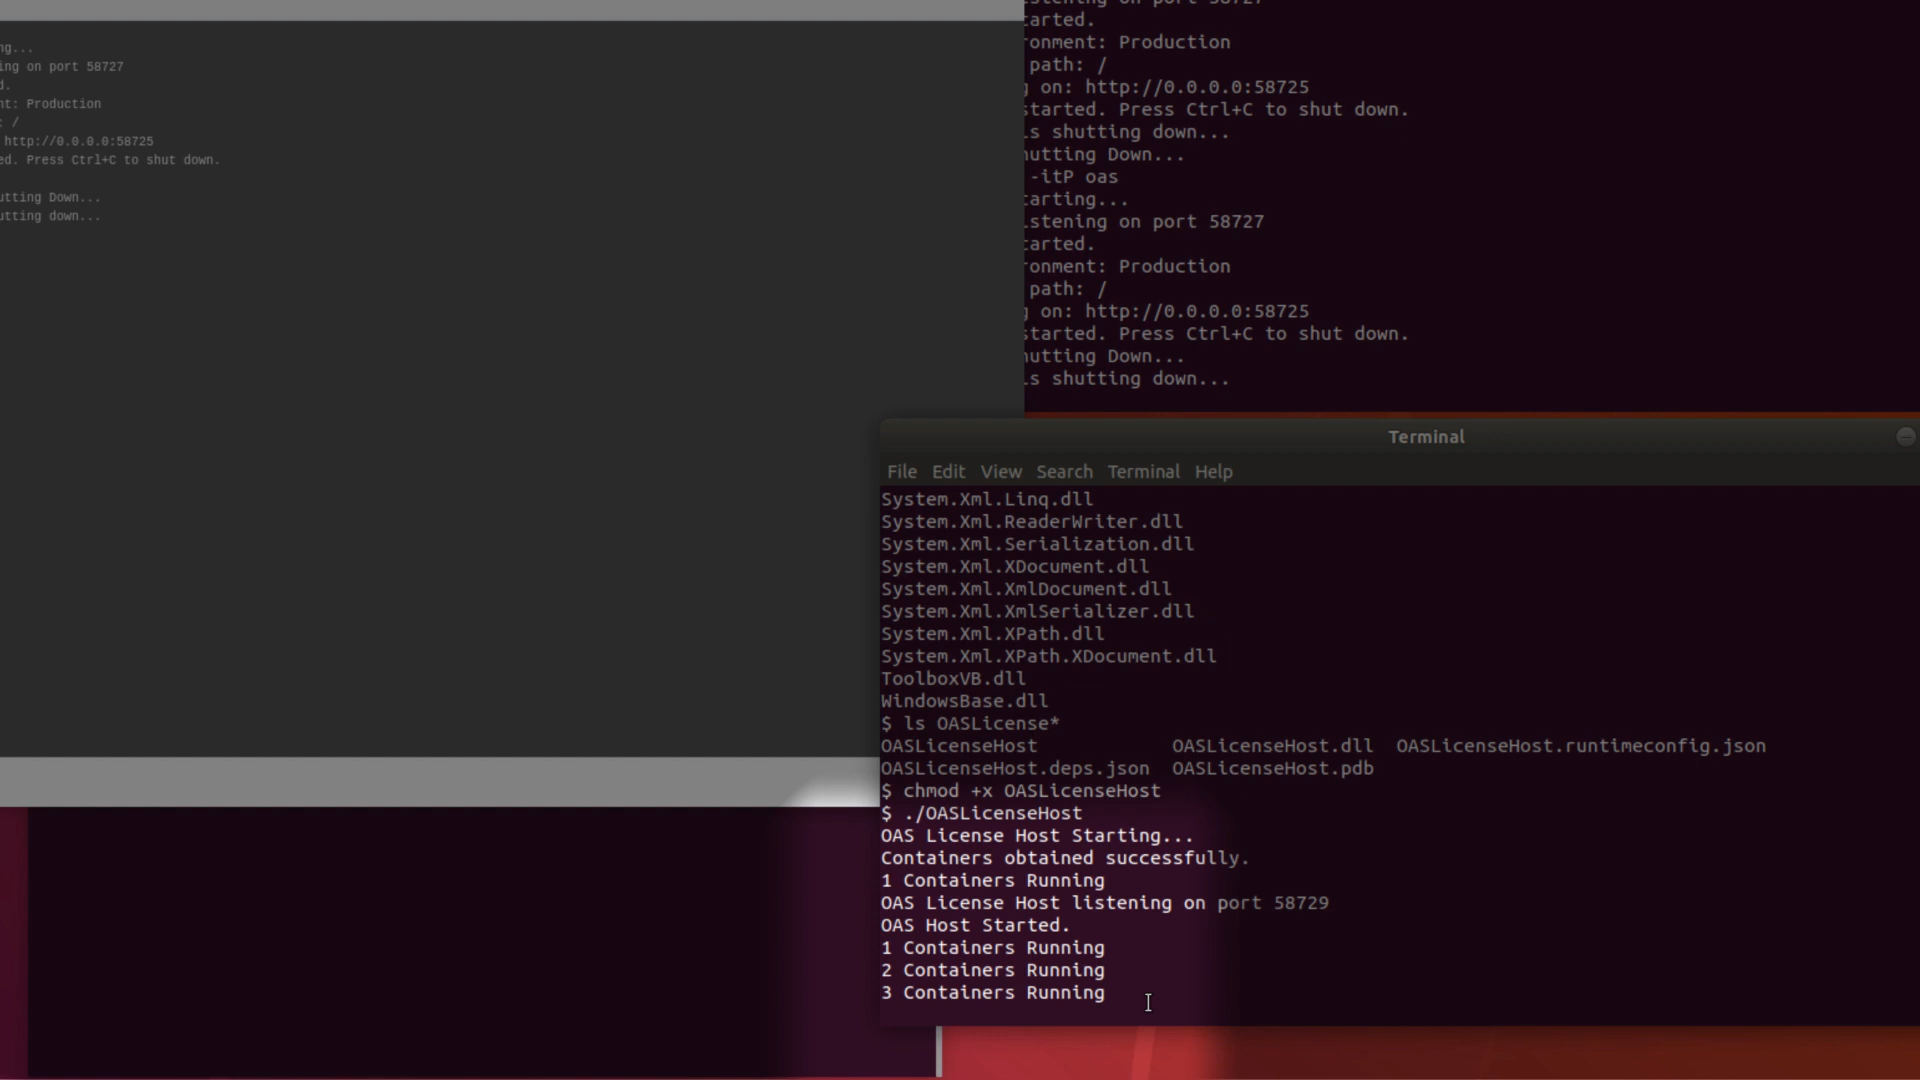 ng...
ing on port 58727
d.
nt: Production
: /
http://0.0.0.0:58725
ed. Press Ctrl+C to shut down.
utting Down...
utting down...
stening on port 58727
tarted.
ronment: Production
path: /
g on: http://0.0.0.0:58725
started. Press Ctrl+C to shut down.
is shutting down...
hutting Down...
-itP oas
tarting...
istening on port 58727
tarted.
ronment: Production
path: /
g on: http://0.0.0.0:58725
started. Press Ctrl+C to shut down.
hutting Down...
is shutting down...
Terminal
File Edit View Search Terminal Help
System.Xml.Linq.dll
System.Xml.ReaderWriter.dll
System.Xml.Serialization.dll
System.Xml.XDocument.dll
System.Xml.XmlDocument.dll
System.Xml.XmlSerializer.dll
System.Xml.XPath.dll
System.Xml.XPath.XDocument.dll
ToolboxVB.dll
WindowsBase.dll
$ ls OASLicense*
OASLicenseHost OASLicenseHost.dll OASLicenseHost.runtimeconfig.json
OASLicenseHost.deps.json OASLicenseHost.pdb
$ chmod +x OASLicenseHost
$ ./OASLicenseHost
OAS License Host Starting...
Containers obtained successfully.
1 Containers Running
OAS License Host listening on port 58729
OAS Host Started.
1 Containers Running
2 Containers Running
3 Containers Running